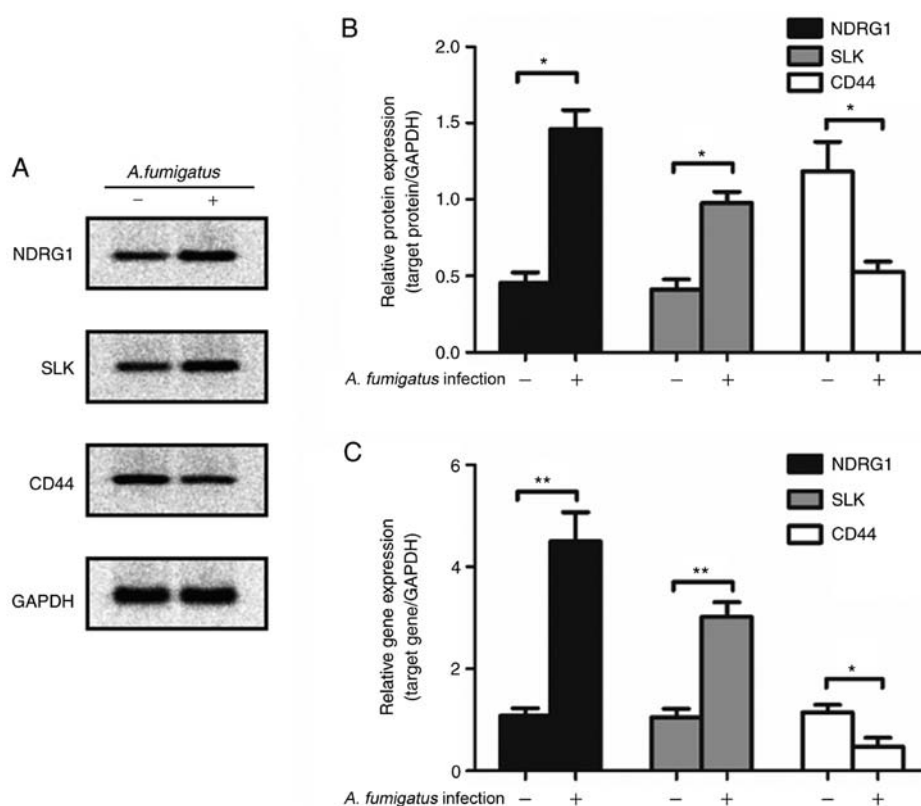 A
A.fumigatus
− +
NDRG1
SLK
CD44
GAPDH
B
NDRG1
SLK
CD44
Relative protein expression
(target protein/GAPDH)
2.0
1.5
1.0
0.5
0.0
* * *
A. fumigatus infection − + − + − +
C
NDRG1
SLK
CD44
Relative gene expression
(target gene/GAPDH)
6
4
2
0
** ** *
A. fumigatus infection − + − + − +